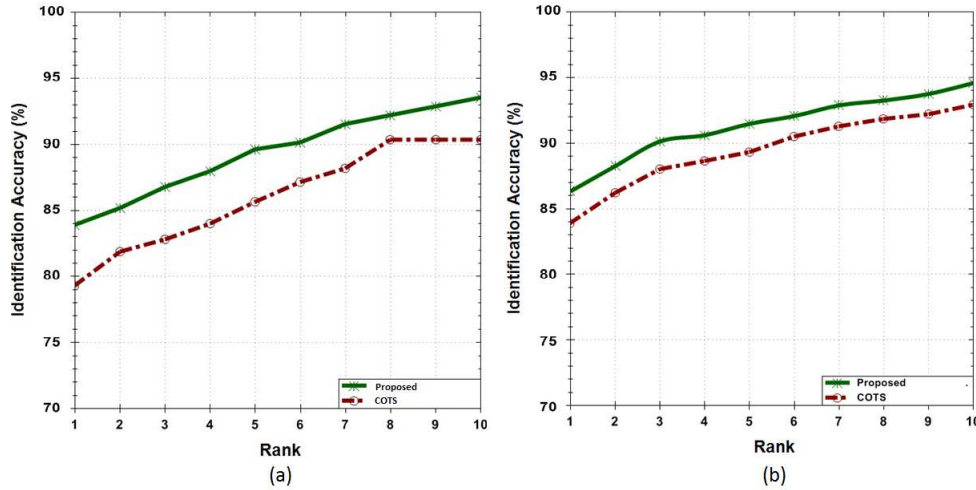 100
95
90
85
80
75
70
Identification Accuracy (%)
Proposed
COTS
1 2 3 4 5 6 7 8 9 10
Rank
(a)
100
95
90
85
80
75
70
Identification Accuracy (%)
Proposed
COTS
1 2 3 4 5 6 7 8 9 10
Rank
(b)